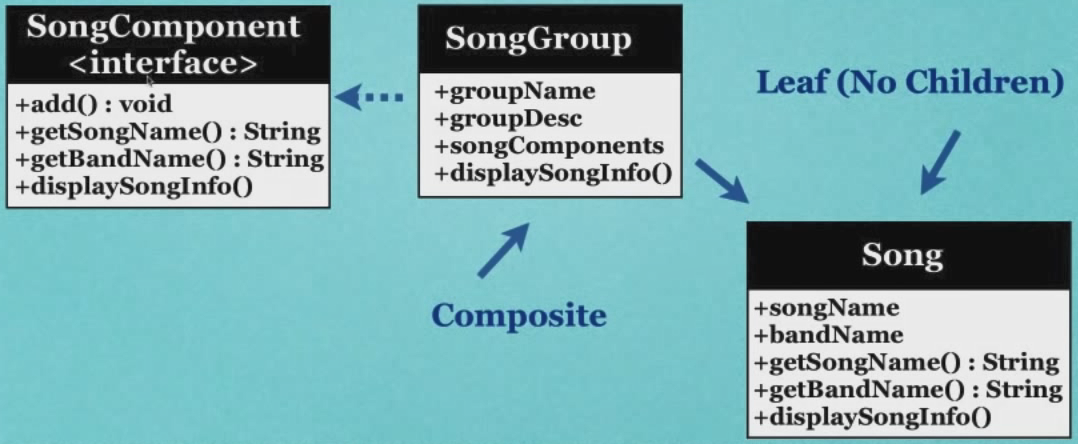 SongComponent
<interface>
+add() : void
+getSongName() : String
+getBandName() : String
+displaySongInfo()
SongGroup
+groupName
+groupDesc
+songComponents
+displaySongInfo()
Leaf (No Children)
Composite
Song
+songName
+bandName
+getSongName() : String
+getBandName() : String
+displaySongInfo()